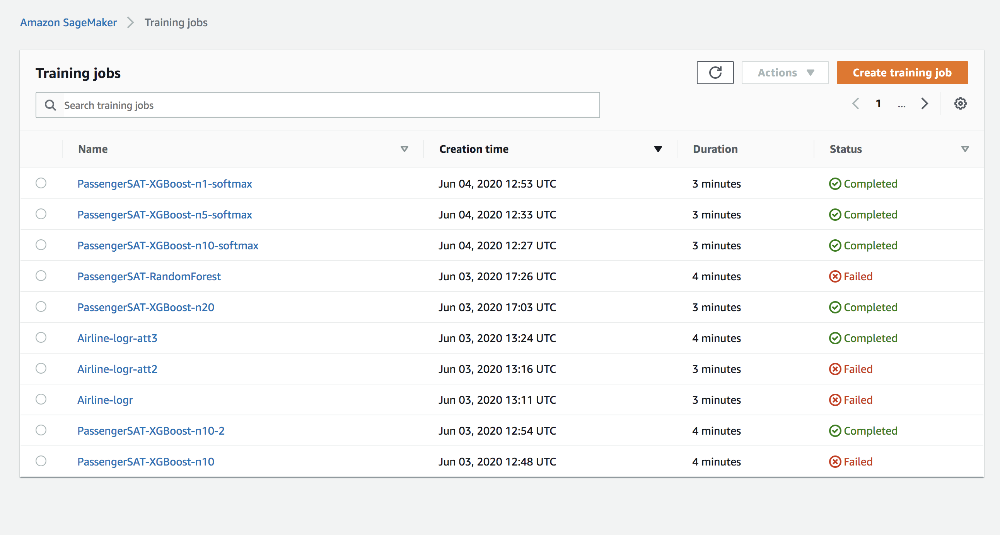 Amazon SageMaker > Training jobs
Training jobs
Actions
Create training job
Search training jobs
1 ...
Name Creation time Duration Status
PassengerSAT-XGBoost-n1-softmax Jun 04, 2020 12:53 UTC 3 minutes Completed
PassengerSAT-XGBoost-n5-softmax Jun 04, 2020 12:33 UTC 3 minutes Completed
PassengerSAT-XGBoost-n10-softmax Jun 04, 2020 12:27 UTC 3 minutes Completed
PassengerSAT-RandomForest Jun 03, 2020 17:26 UTC 4 minutes Failed
PassengerSAT-XGBoost-n20 Jun 03, 2020 17:03 UTC 3 minutes Completed
Airline-logr-att3 Jun 03, 2020 13:24 UTC 4 minutes Completed
Airline-logr-att2 Jun 03, 2020 13:16 UTC 3 minutes Failed
Airline-logr Jun 03, 2020 13:11 UTC 3 minutes Failed
PassengerSAT-XGBoost-n10-2 Jun 03, 2020 12:54 UTC 4 minutes Completed
PassengerSAT-XGBoost-n10 Jun 03, 2020 12:48 UTC 4 minutes Failed